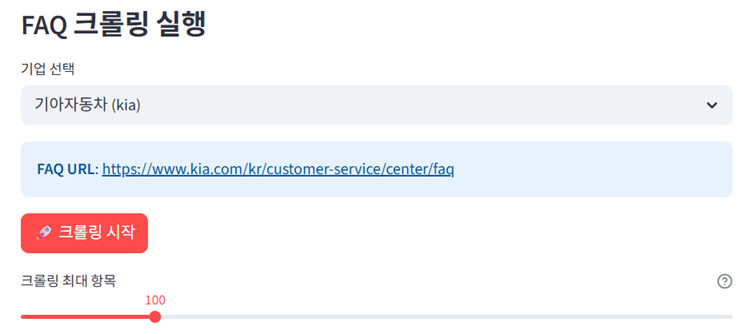 FAQ 크롤링 실행
기업 선택
기아자동차 (kia)
FAQ URL: https://www.kia.com/kr/customer-service/center/faq
🚀 크롤링 시작
크롤링 최대 항목
100